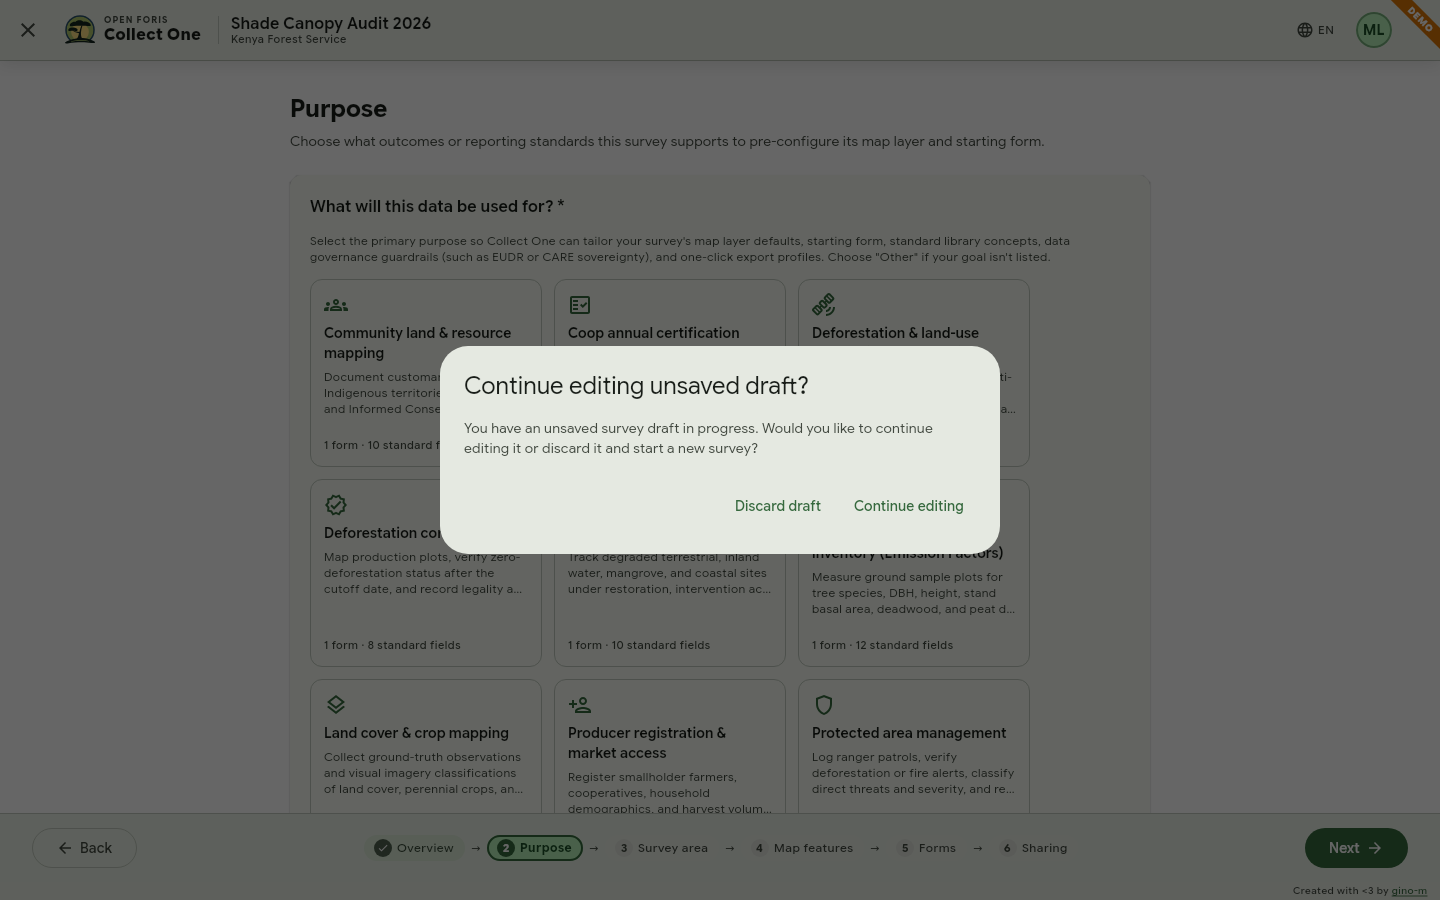 OPEN FORIS
Collect One
Shade Canopy Audit 2026
Kenya Forest Service
EN
ML
DEMO
Purpose
Choose what outcomes or reporting standards this survey supports to pre-configure its map layer and starting form.
What will this data be used for? *
Select the primary purpose so Collect One can tailor your survey's map layer defaults, starting form, standard library concepts, data
governance guardrails (such as EUDR or CARE sovereignty), and one-click export profiles. Choose "Other" if your goal isn't listed.
Community land & resource
mapping
Document customar
Indigenous territorie
and Informed Conse
1 form · 10 standard f
Coop annual certification
Deforestation & land-use
ti-
a...
Continue editing unsaved draft?
You have an unsaved survey draft in progress. Would you like to continue
editing it or discard it and start a new survey?
Discard draft
Continue editing
Deforestation cor
Map production plots, verify zero-
deforestation status after the
cutoff date, and record legality a...
1 form · 8 standard fields
Track degraded terrestrial, inland
water, mangrove, and coastal sites
under restoration, intervention ac...
1 form · 10 standard fields
Inventory (Emission Factors)
Measure ground sample plots for
tree species, DBH, height, stand
basal area, deadwood, and peat d...
1 form · 12 standard fields
Land cover & crop mapping
Collect ground-truth observations
and visual imagery classifications
of land cover, perennial crops, an...
Producer registration &
market access
Register smallholder farmers,
cooperatives, household
demographics, and harvest volum...
Protected area management
Log ranger patrols, verify
deforestation or fire alerts, classify
direct threats and severity, and re...
Back
Overview → 2 Purpose → 3 Survey area → 4 Map features → 5 Forms → 6 Sharing
Next
Created with <3 by gino-m